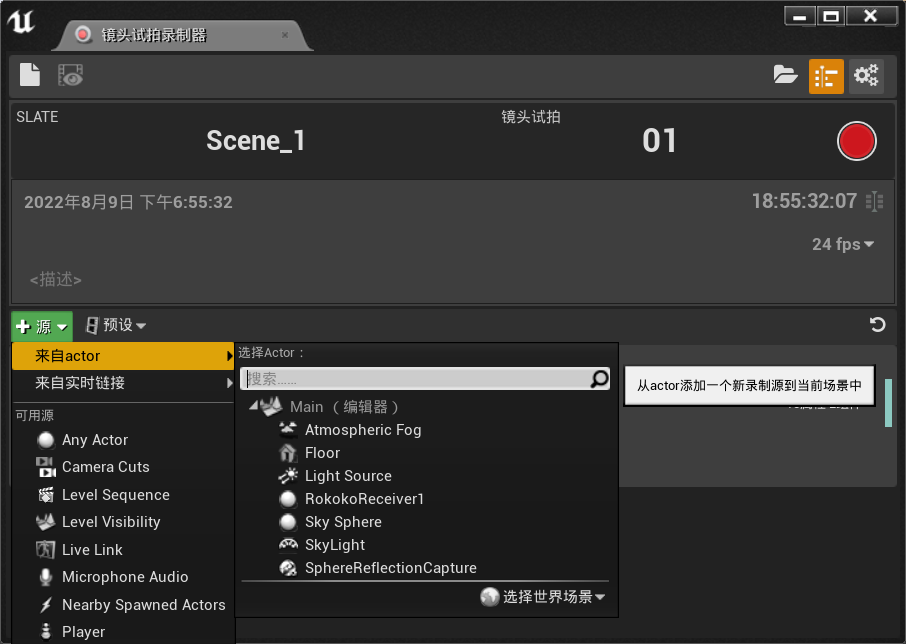 镜头试拍录制器
SLATE
镜头试拍
Scene_1
01
2022年8月9日 下午6:55:32
18:55:32:07
24 fps
<描述>
源
预设
来自actor
来自实时链接
可用源
Any Actor
Camera Cuts
Level Sequence
Level Visibility
Live Link
Microphone Audio
Nearby Spawned Actors
Player
选择Actor：
搜索......
Main （编辑器）
Atmospheric Fog
Floor
Light Source
RokokoReceiver1
Sky Sphere
SkyLight
SphereReflectionCapture
选择世界场景
从actor添加一个新录制源到当前场景中